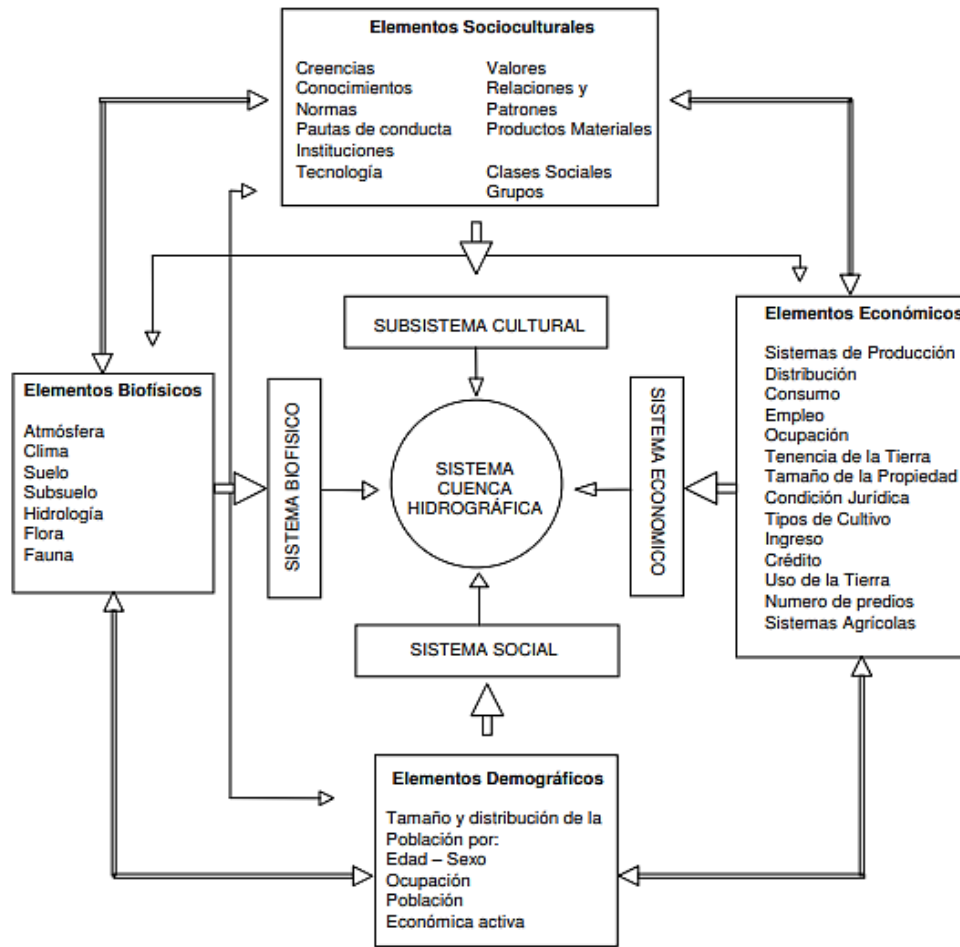 Elementos Socioculturales
Creencias
Conocimientos
Normas
Pautas de conducta
Instituciones
Tecnología
Valores
Relaciones y
Patrones
Productos Materiales
Clases Sociales
Grupos
SUBSISTEMA CULTURAL
Elementos Biofísicos
Atmósfera
Clima
Suelo
Subsuelo
Hidrología
Flora
Fauna
SISTEMA BIOFISICO
SISTEMA
CUENCA
HIDROGRÁFICA
SISTEMA ECONOMICO
Elementos Económicos
Sistemas de Producción
Distribución
Consumo
Empleo
Ocupación
Tenencia de la Tierra
Tamaño de la Propiedad
Condición Jurídica
Tipos de Cultivo
Ingreso
Crédito
Uso de la Tierra
Numero de predios
Sistemas Agrícolas
SISTEMA SOCIAL
Elementos Demográficos
Tamaño y distribución de la
Población por:
Edad – Sexo
Ocupación
Población
Económica activa